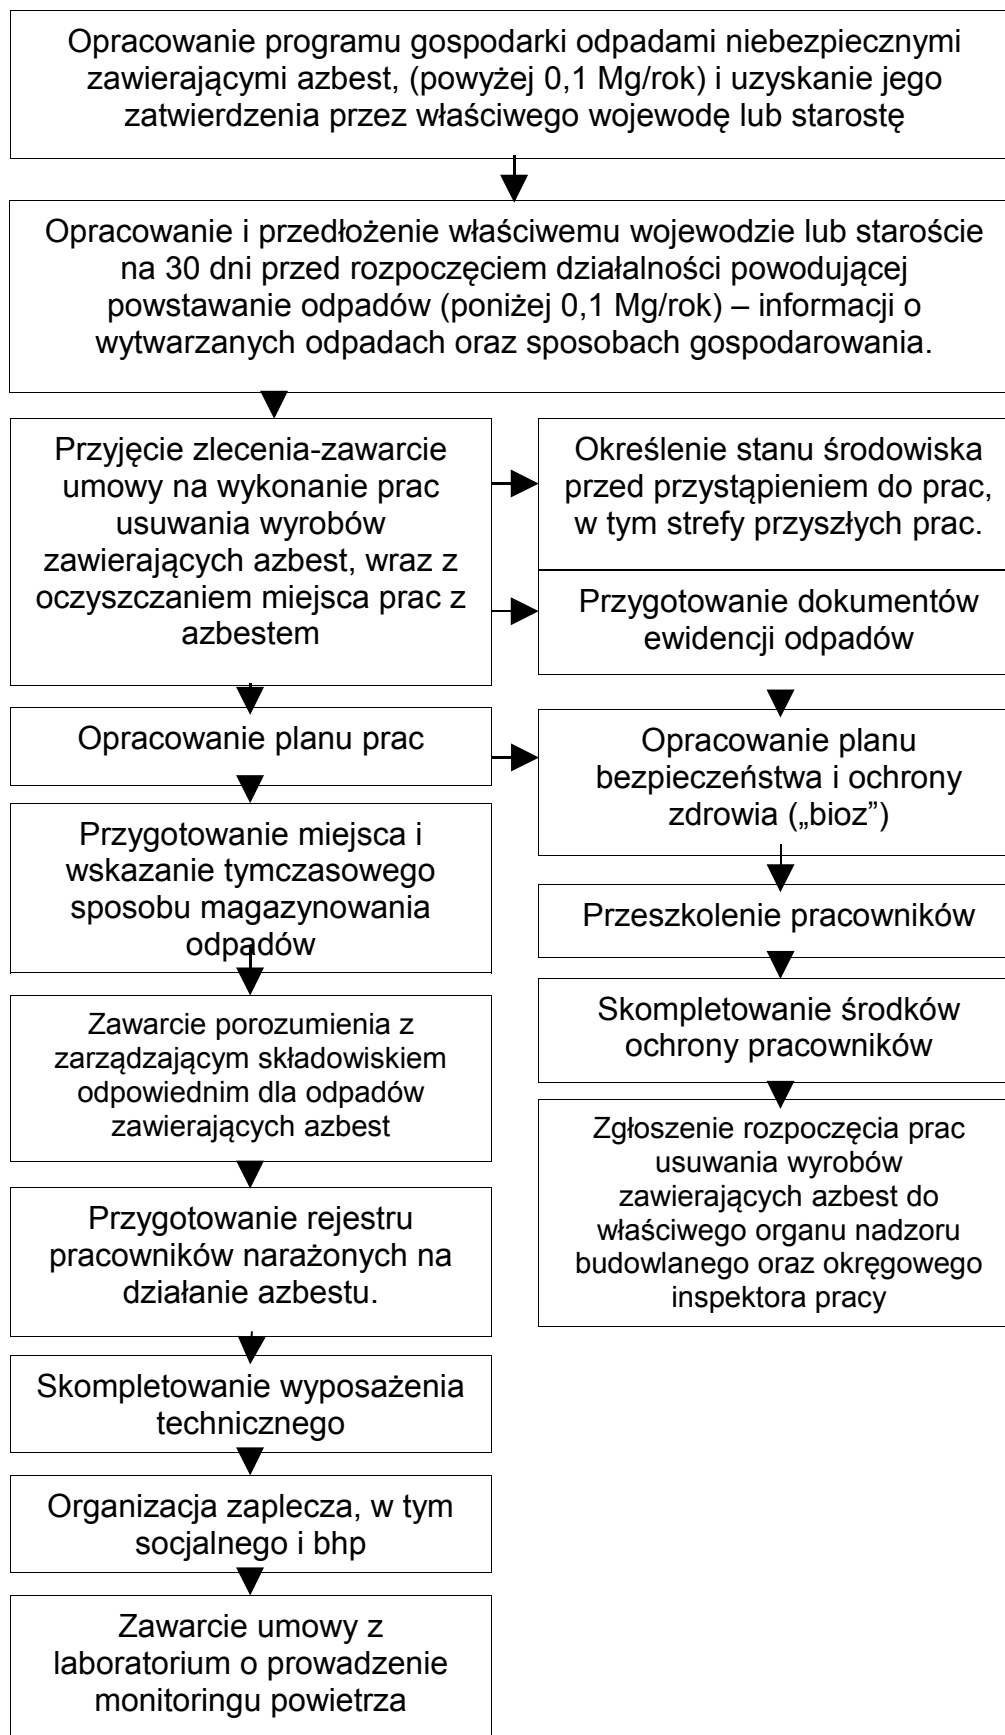 Opracowanie programu gospodarki odpadami niebezpiecznymi
zawierającymi azbest, (powyżej 0,1 Mg/rok) i uzyskanie jego
zatwierdzenia przez właściwego wojewodę lub starostę
Opracowanie i przedłożenie właściwemu wojewodzie lub staroście
na 30 dni przed rozpoczęciem działalności powodującej
powstawanie odpadów (poniżej 0,1 Mg/rok) – informacji o
wytwarzanych odpadach oraz sposobach gospodarowania.
Przyjęcie zlecenia-zawarcie
umowy na wykonanie prac
usuwania wyrobów
zawierających azbest, wraz z
oczyszczaniem miejsca prac z
azbestem
Określenie stanu środowiska
przed przystąpieniem do prac,
w tym strefy przyszłych prac.
Przygotowanie dokumentów
ewidencji odpadów
Opracowanie planu prac
Opracowanie planu
bezpieczeństwa i ochrony
zdrowia („bioz”)
Przygotowanie miejsca i
wskazanie tymczasowego
sposobu magazynowania
odpadów
Przeszkolenie pracowników
Skompletowanie środków
ochrony pracowników
Zawarcie porozumienia z
zarządzającym składowiskiem
odpowiednim dla odpadów
zawierających azbest
Zgłoszenie rozpoczęcia prac
usuwania wyrobów
zawierających azbest do
właściwego organu nadzoru
budowlanego oraz okręgowego
inspektora pracy
Przygotowanie rejestru
pracowników narażonych na
działanie azbestu.
Skompletowanie wyposażenia
technicznego
Organizacja zaplecza, w tym
socjalnego i bhp
Zawarcie umowy z
laboratorium o prowadzenie
monitoringu powietrza